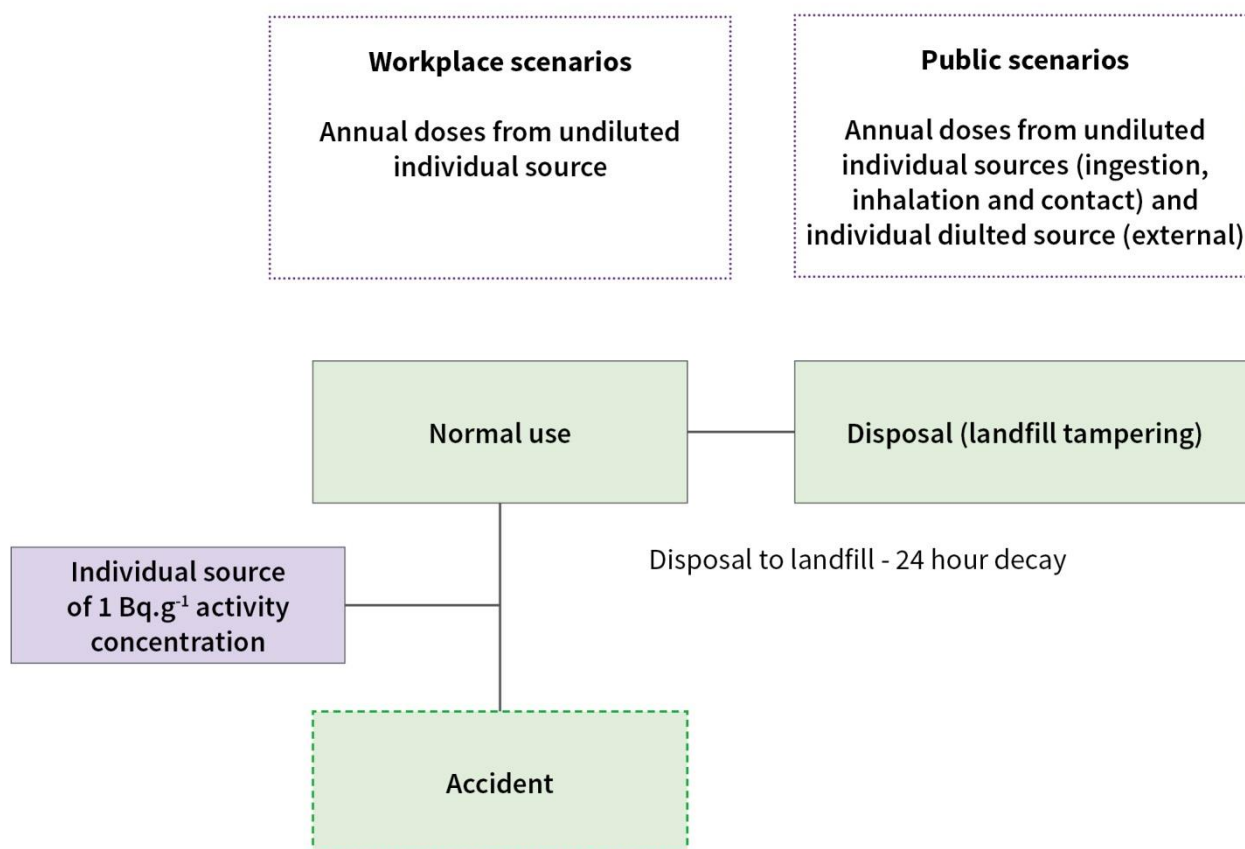 Workplace scenarios
Annual doses from undiluted
individual source
Public scenarios
Annual doses from undiluted
individual sources (ingestion,
inhalation and contact) and
individual diulted source (external)
Normal use
Disposal (landfill tampering)
Disposal to landfill - 24 hour decay
Individual source
of 1 Bq.g⁻¹ activity
concentration
Accident